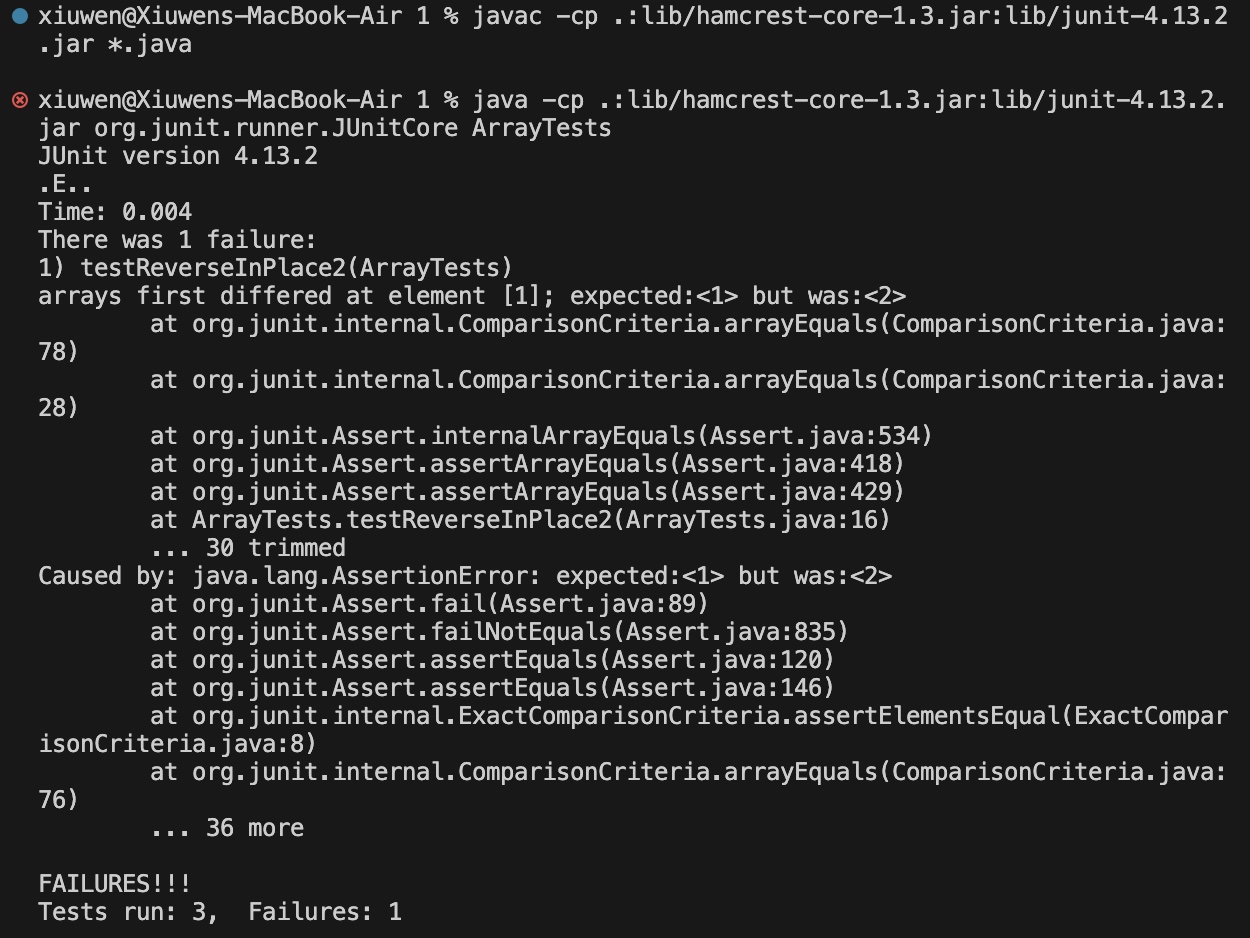 xiuwen@Xiuwens-MacBook-Air 1 % javac -cp .:lib/hamcrest-core-1.3.jar:lib/junit-4.13.2
.jar *.java
xiuwen@Xiuwens-MacBook-Air 1 % java -cp .:lib/hamcrest-core-1.3.jar:lib/junit-4.13.2.
jar org.junit.runner.JUnitCore ArrayTests
JUnit version 4.13.2
.E..
Time: 0.004
There was 1 failure:
1) testReverseInPlace2(ArrayTests)
arrays first differed at element [1]; expected:<1> but was:<2>
        at org.junit.internal.ComparisonCriteria.arrayEquals(ComparisonCriteria.java:
78)
        at org.junit.internal.ComparisonCriteria.arrayEquals(ComparisonCriteria.java:
28)
        at org.junit.Assert.internalArrayEquals(Assert.java:534)
        at org.junit.Assert.assertArrayEquals(Assert.java:418)
        at org.junit.Assert.assertArrayEquals(Assert.java:429)
        at ArrayTests.testReverseInPlace2(ArrayTests.java:16)
        ... 30 trimmed
Caused by: java.lang.AssertionError: expected:<1> but was:<2>
        at org.junit.Assert.fail(Assert.java:89)
        at org.junit.Assert.failNotEquals(Assert.java:835)
        at org.junit.Assert.assertEquals(Assert.java:120)
        at org.junit.Assert.assertEquals(Assert.java:146)
        at org.junit.internal.ExactComparisonCriteria.assertElementsEqual(ExactCompar
isonCriteria.java:8)
        at org.junit.internal.ComparisonCriteria.arrayEquals(ComparisonCriteria.java:
76)
        ... 36 more
FAILURES!!!
Tests run: 3,  Failures: 1